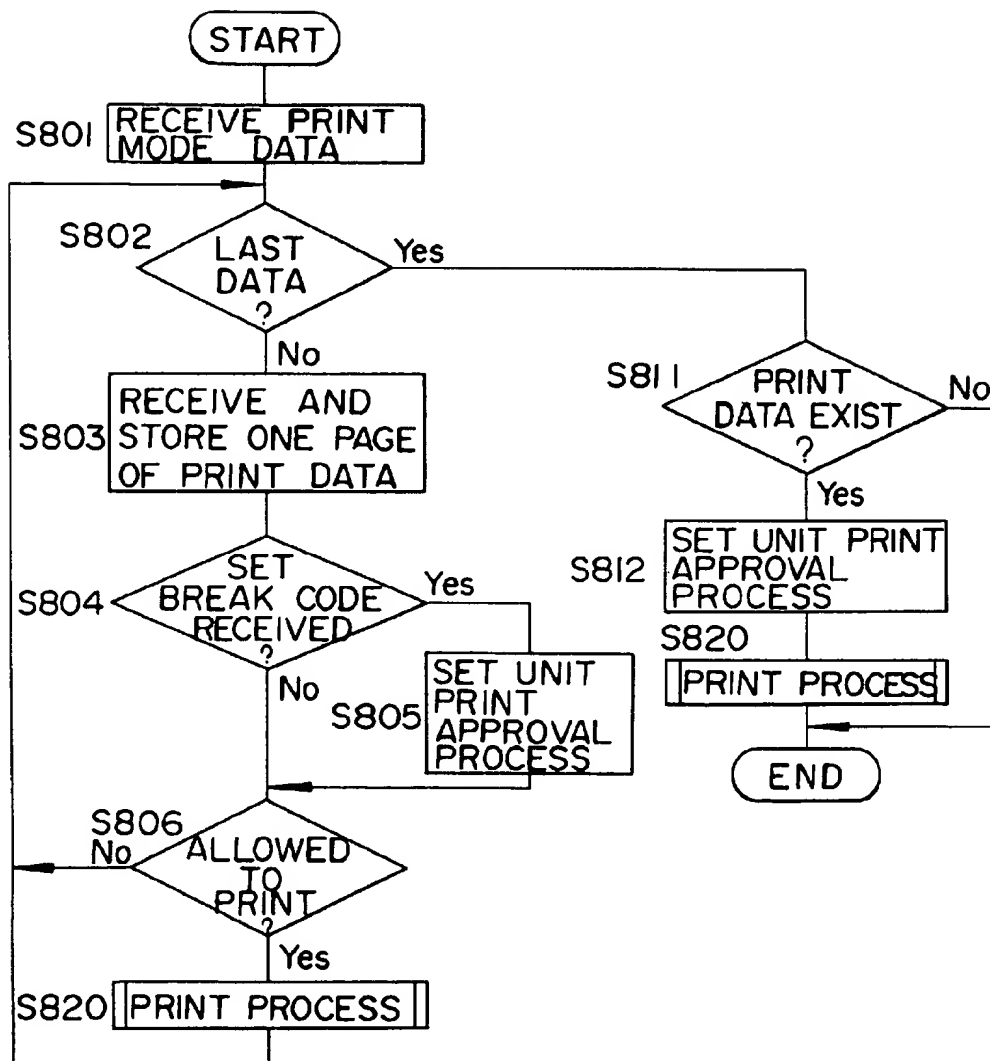 START
S801
RECEIVE PRINT
MODE DATA
S802
LAST
DATA
?
Yes
No
S803
RECEIVE AND
STORE ONE PAGE
OF PRINT DATA
S804
SET
BREAK CODE
RECEIVED
?
Yes
No
S805
SET UNIT
PRINT
APPROVAL
PROCESS
S806
No
ALLOWED
TO
PRINT
?
Yes
S820
PRINT PROCESS
S811
PRINT
DATA EXIST
?
No
Yes
S812
SET UNIT PRINT
APPROVAL
PROCESS
S820
PRINT PROCESS
END